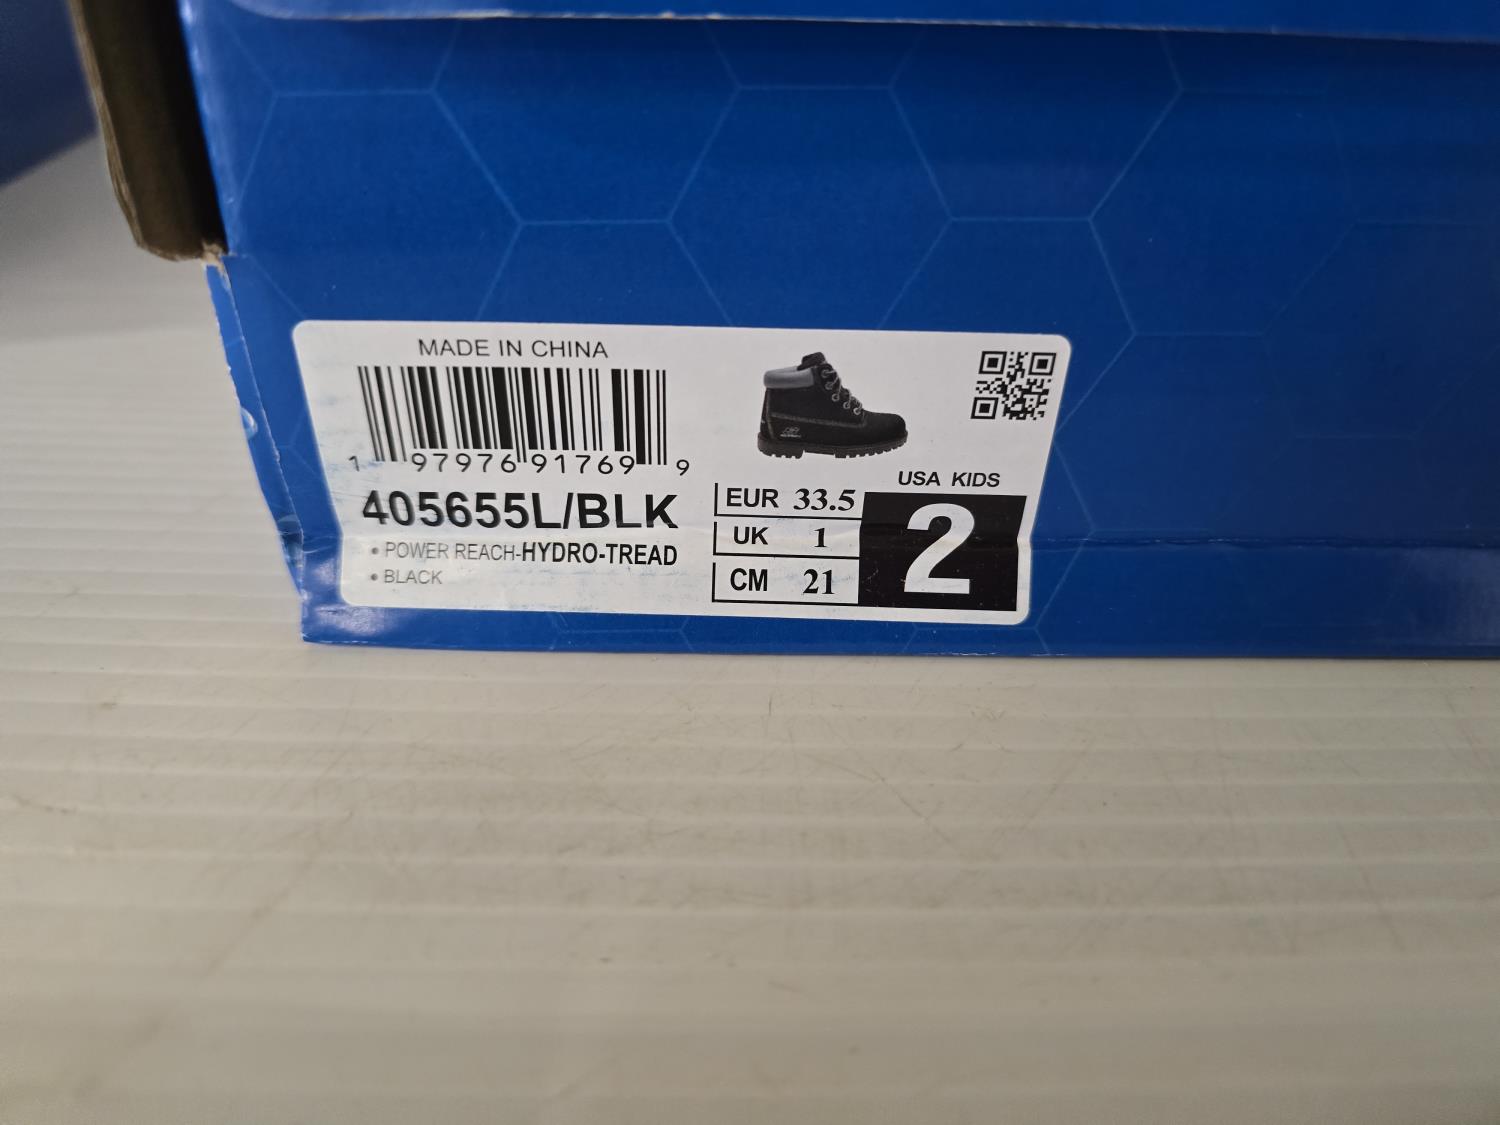 MADE IN CHINA
1 97976 91769 9
405655L/BLK
• POWER REACH-HYDRO-TREAD
• BLACK
USA KIDS
EUR 33.5
UK 1
CM 21
2